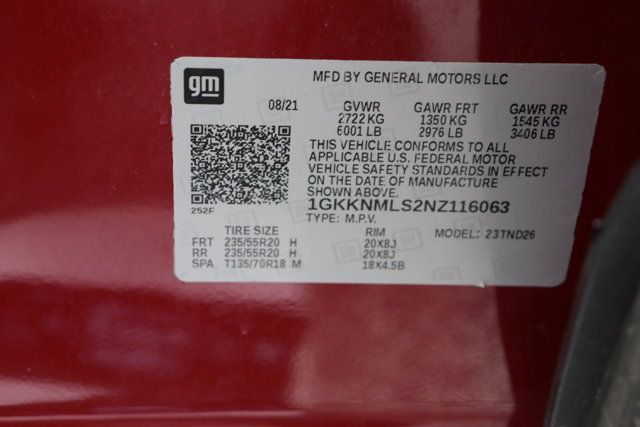 gm
MFD BY GENERAL MOTORS LLC
08/21 GVWR GAWR FRT GAWR RR
2722 KG 1350 KG 1545 KG
6001 LB 2976 LB 3406 LB
THIS VEHICLE CONFORMS TO ALL
APPLICABLE U.S. FEDERAL MOTOR
VEHICLE SAFETY STANDARDS IN EFFECT
ON THE DATE OF MANUFACTURE
SHOWN ABOVE.
252F
1GKKNMLS2NZ116063
TYPE: M.P.V.
TIRE SIZE RIM MODEL: 23TND26
FRT 235/55R20 H 20X8J
RR 235/55R20 H 20X8J
SPA T135/70R18 M 18X4.5B